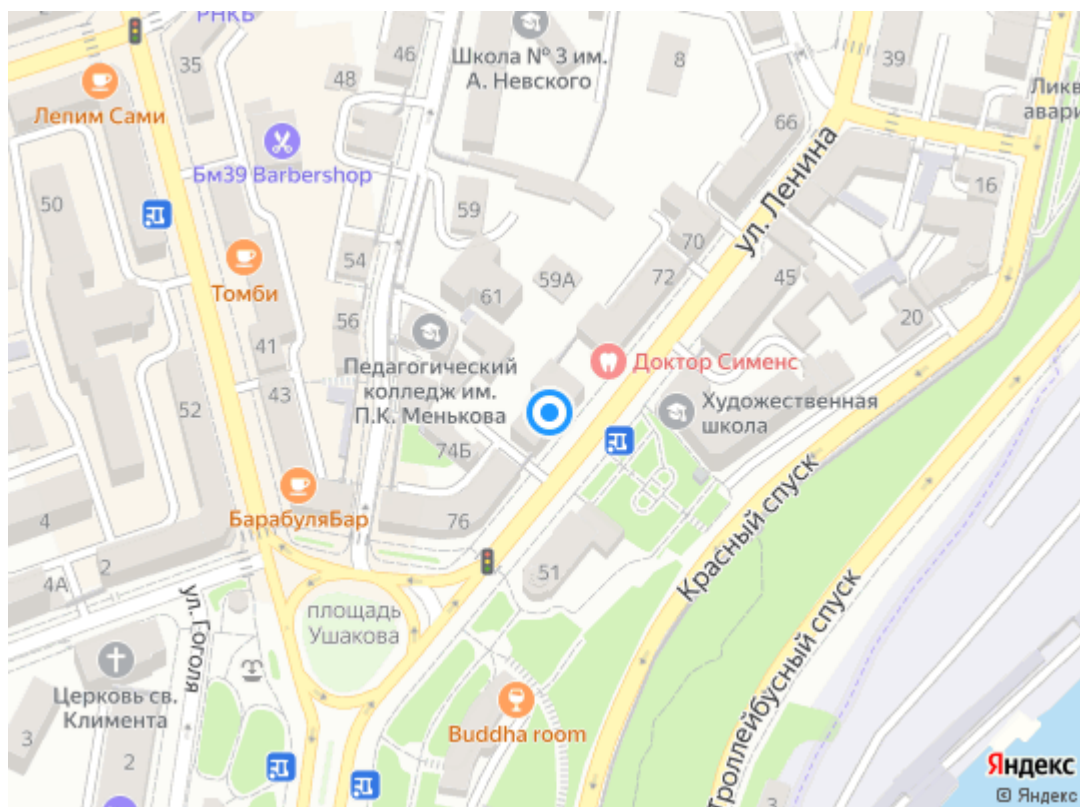 РНКБ
46
39
Школа № 3 им.
А. Невского
8
35
48
Ликв
авари
Лепим Сами
66
Бм39 Barbershop
ул. Ленина
16
50
59
54
70
72
59А
45
Томби
61
56
20
41
Педагогический
колледж им.
П.К. Менькова
Доктор Сименс
43
52
Художественная
школа
74Б
БарабуляБар
76
4
2
4А
51
Красный спуск
площадь
Ушакова
ул. Гоголя
Троллейбусный спуск
Церковь св.
Климента
3
2
Buddha room
3
Яндекс
© Яндекс